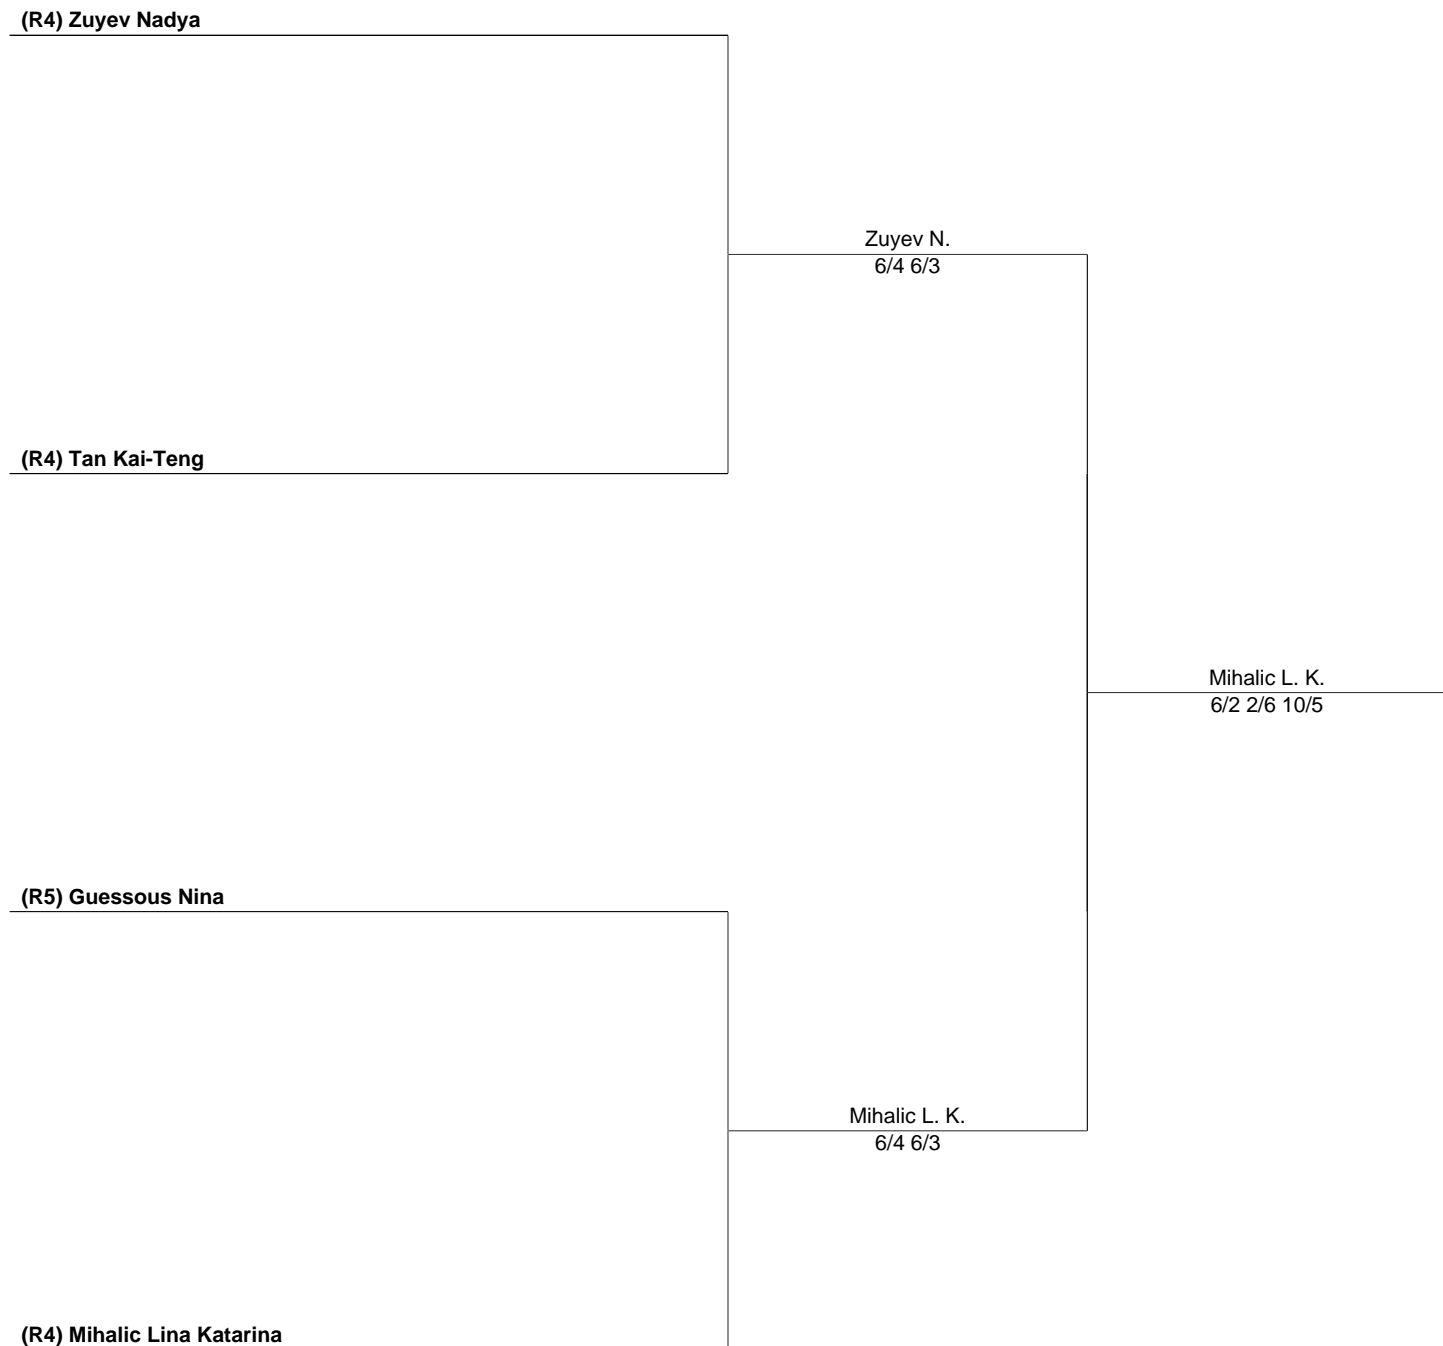 (R4) Zuyev Nadya
Zuyev N.
6/4 6/3
(R4) Tan Kai-Teng
Mihalic L. K.
6/2 2/6 10/5
(R5) Guessous Nina
Mihalic L. K.
6/4 6/3
(R4) Mihalic Lina Katarina